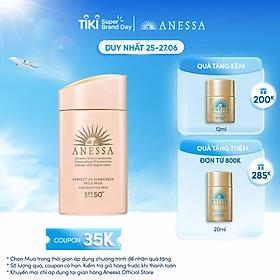 TIKI Super Brand Day | ANESSA
DUY NHẤT 25-27.06
QUÀ TẶNG KÈM
200K
12ml
ANESSA
PERFECT UV SUNSCREEN
MILD MILK
FOR SENSITIVE SKIN
SPF50+
QUÀ TẶNG THÊM
ĐƠN TỪ 800K
285K
20ml
COUPON 35K
* Chọn Mua trong thời gian áp dụng chương trình để nhận quà tặng
* Số lượng quà, coupon có hạn. Kiểm tra giỏ hàng trước khi thanh toán
* Khuyến mại chỉ áp dụng tại gian hàng Anessa Official Store